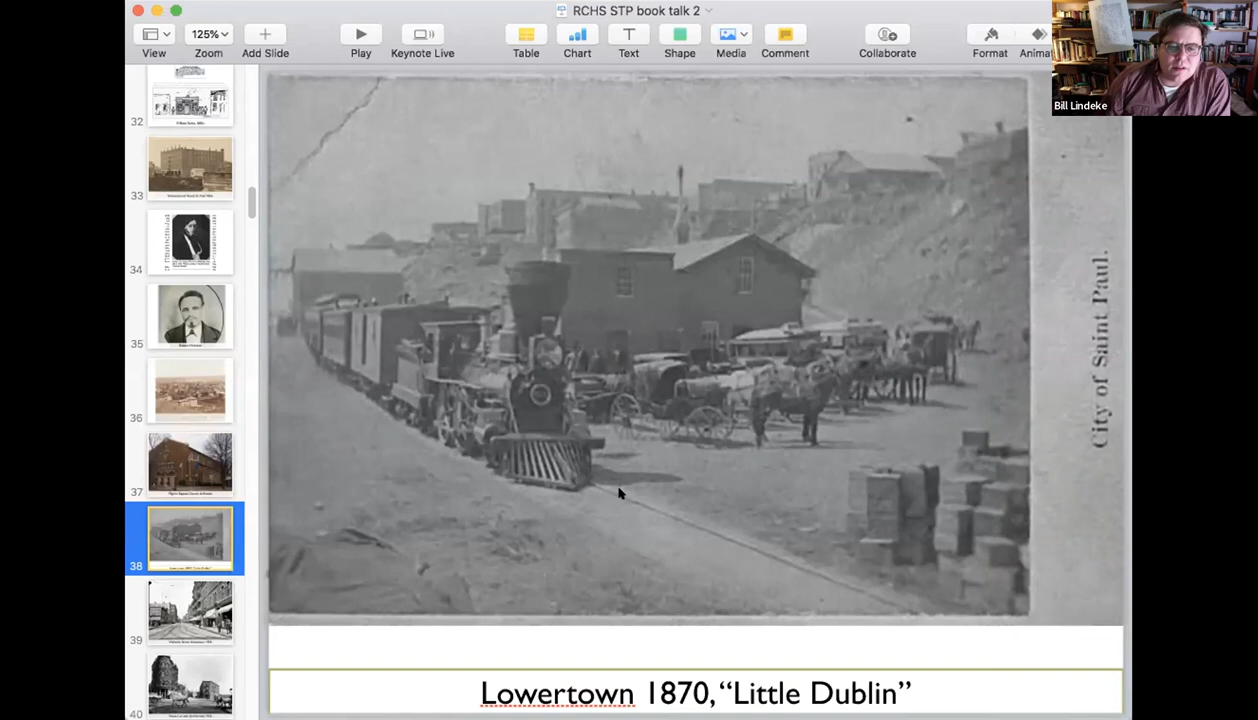 RCHS STP book talk 2
125%
View
Zoom
Add Slide
Play
Keynote Live
Table
Chart
Text
Shape
Media
Comment
Collaborate
Format
Bill Lindeke
32
33
34
35
36
37
38
39
40
City of Saint Paul.
Lowertown 1870, “Little Dublin”